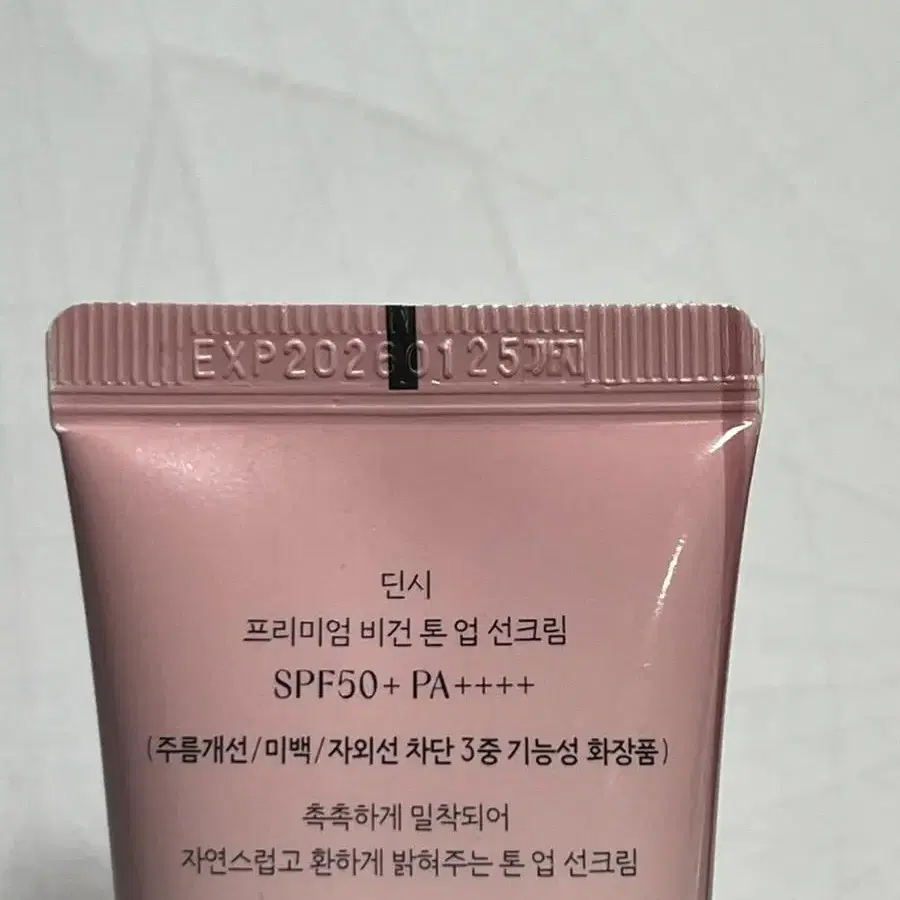 EXP20260125까지
딘시
프리미엄 비건 톤 업 선크림
SPF50+ PA++++
(주름개선/미백/자외선 차단 3중 기능성 화장품)
촉촉하게 밀착되어
자연스럽고 환하게 밝혀주는 톤 업 선크림